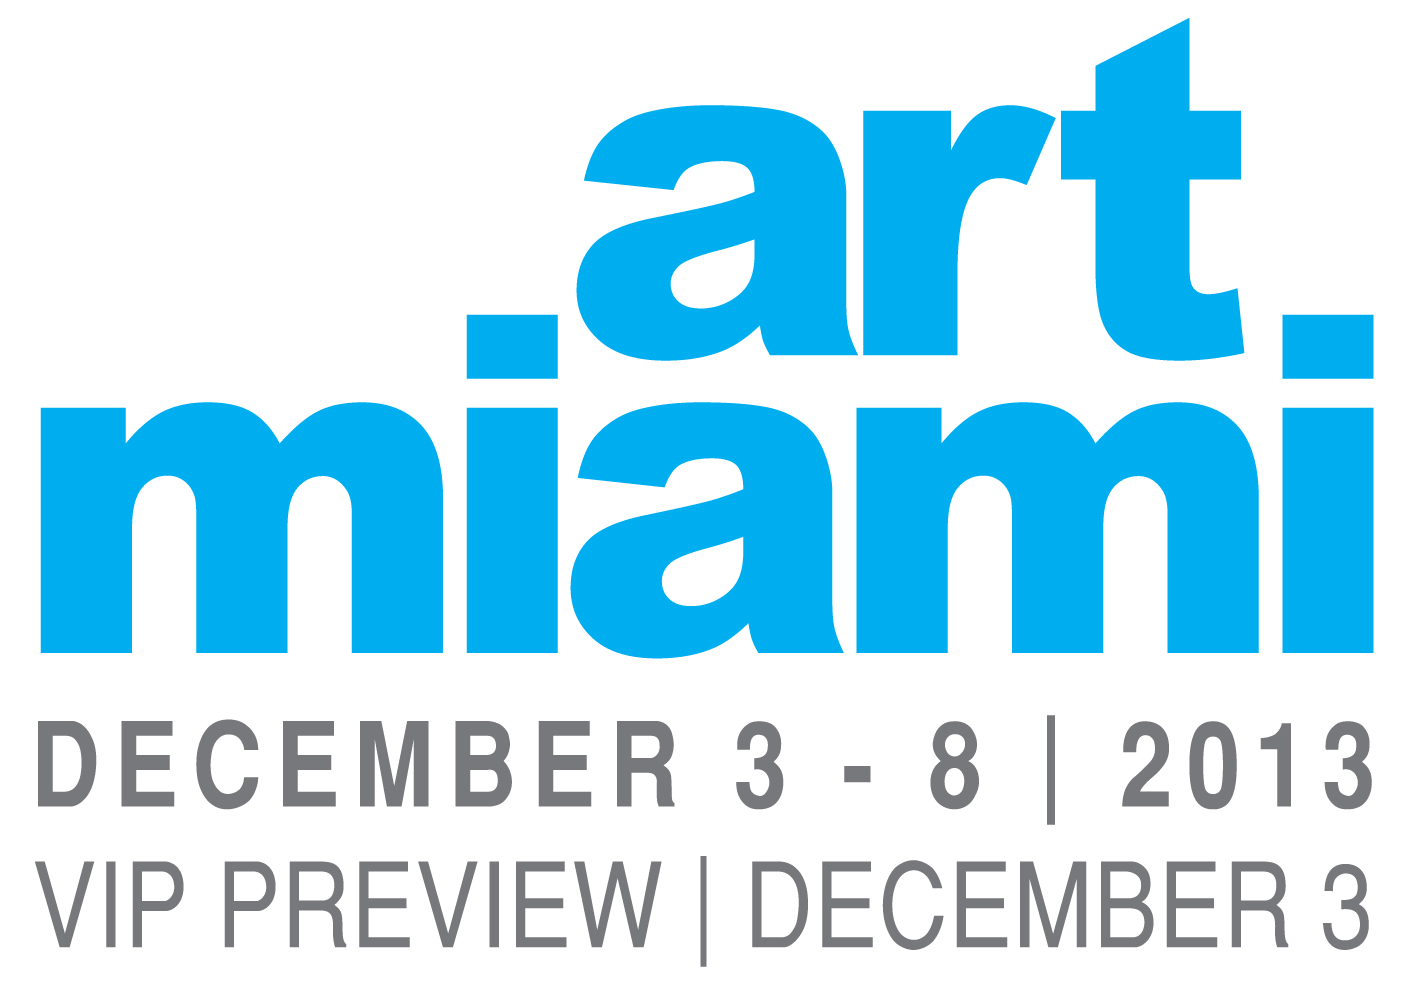 art
miami
DECEMBER 3 - 8 | 2013
VIP PREVIEW | DECEMBER 3